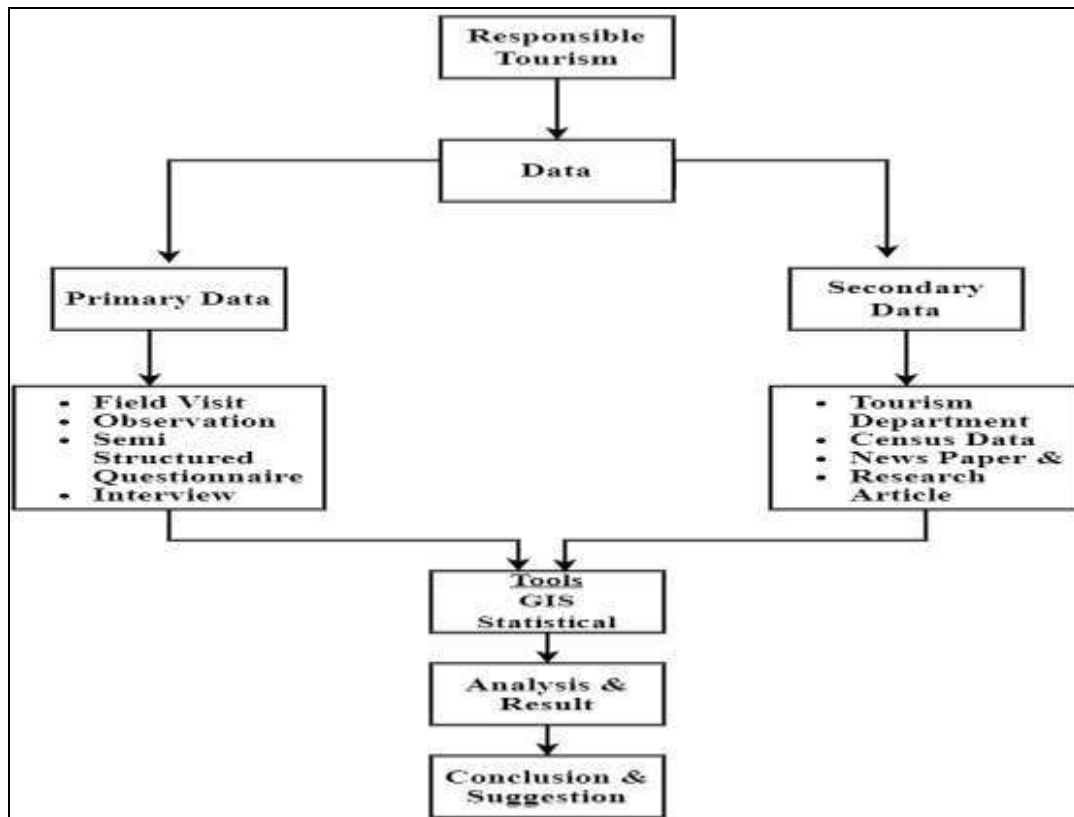 Responsible
Tourism
Data
Primary Data
Secondary
Data
• Field Visit
• Observation
• Semi
Structured
Questionnaire
• Interview
• Tourism
Department
• Census Data
• News Paper &
• Research
Article
Tools
GIS
Statistical
Analysis &
Result
Conclusion &
Suggestion